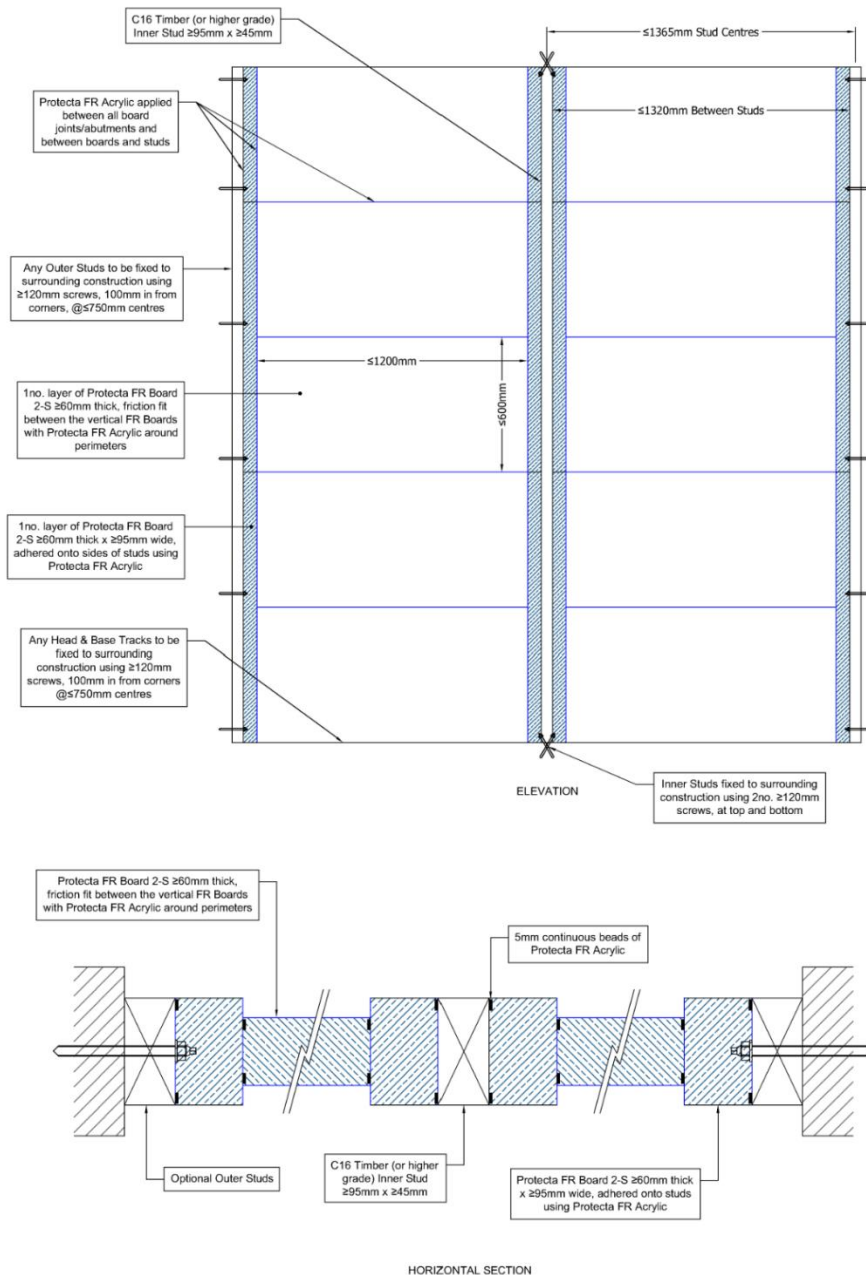 C16 Timber (or higher grade)
Inner Stud ≥95mm x ≥45mm
≤1365mm Stud Centres
Protecta FR Acrylic applied
between all board
joints/abutments and
between boards and studs
≤1320mm Between Studs
Any Outer Studs to be fixed to
surrounding construction using
≥120mm screws, 100mm in from
corners, @≤750mm centres
≤1200mm
≤600mm
1no. layer of Protecta FR Board
2-S ≥60mm thick, friction fit
between the vertical FR Boards
with Protecta FR Acrylic around
perimeters
1no. layer of Protecta FR Board
2-S ≥60mm thick x ≥95mm wide,
adhered onto sides of studs using
Protecta FR Acrylic
Any Head & Base Tracks to be
fixed to surrounding
construction using ≥120mm
screws, 100mm in from corners
@≤750mm centres
ELEVATION
Inner Studs fixed to surrounding
construction using 2no. ≥120mm
screws, at top and bottom
Protecta FR Board 2-S ≥60mm thick,
friction fit between the vertical FR Boards
with Protecta FR Acrylic around perimeters
5mm continuous beads of
Protecta FR Acrylic
Optional Outer Studs
C16 Timber (or higher
grade) Inner Stud
≥95mm x ≥45mm
Protecta FR Board 2-S ≥60mm thick
x ≥95mm wide, adhered onto studs
using Protecta FR Acrylic
HORIZONTAL SECTION